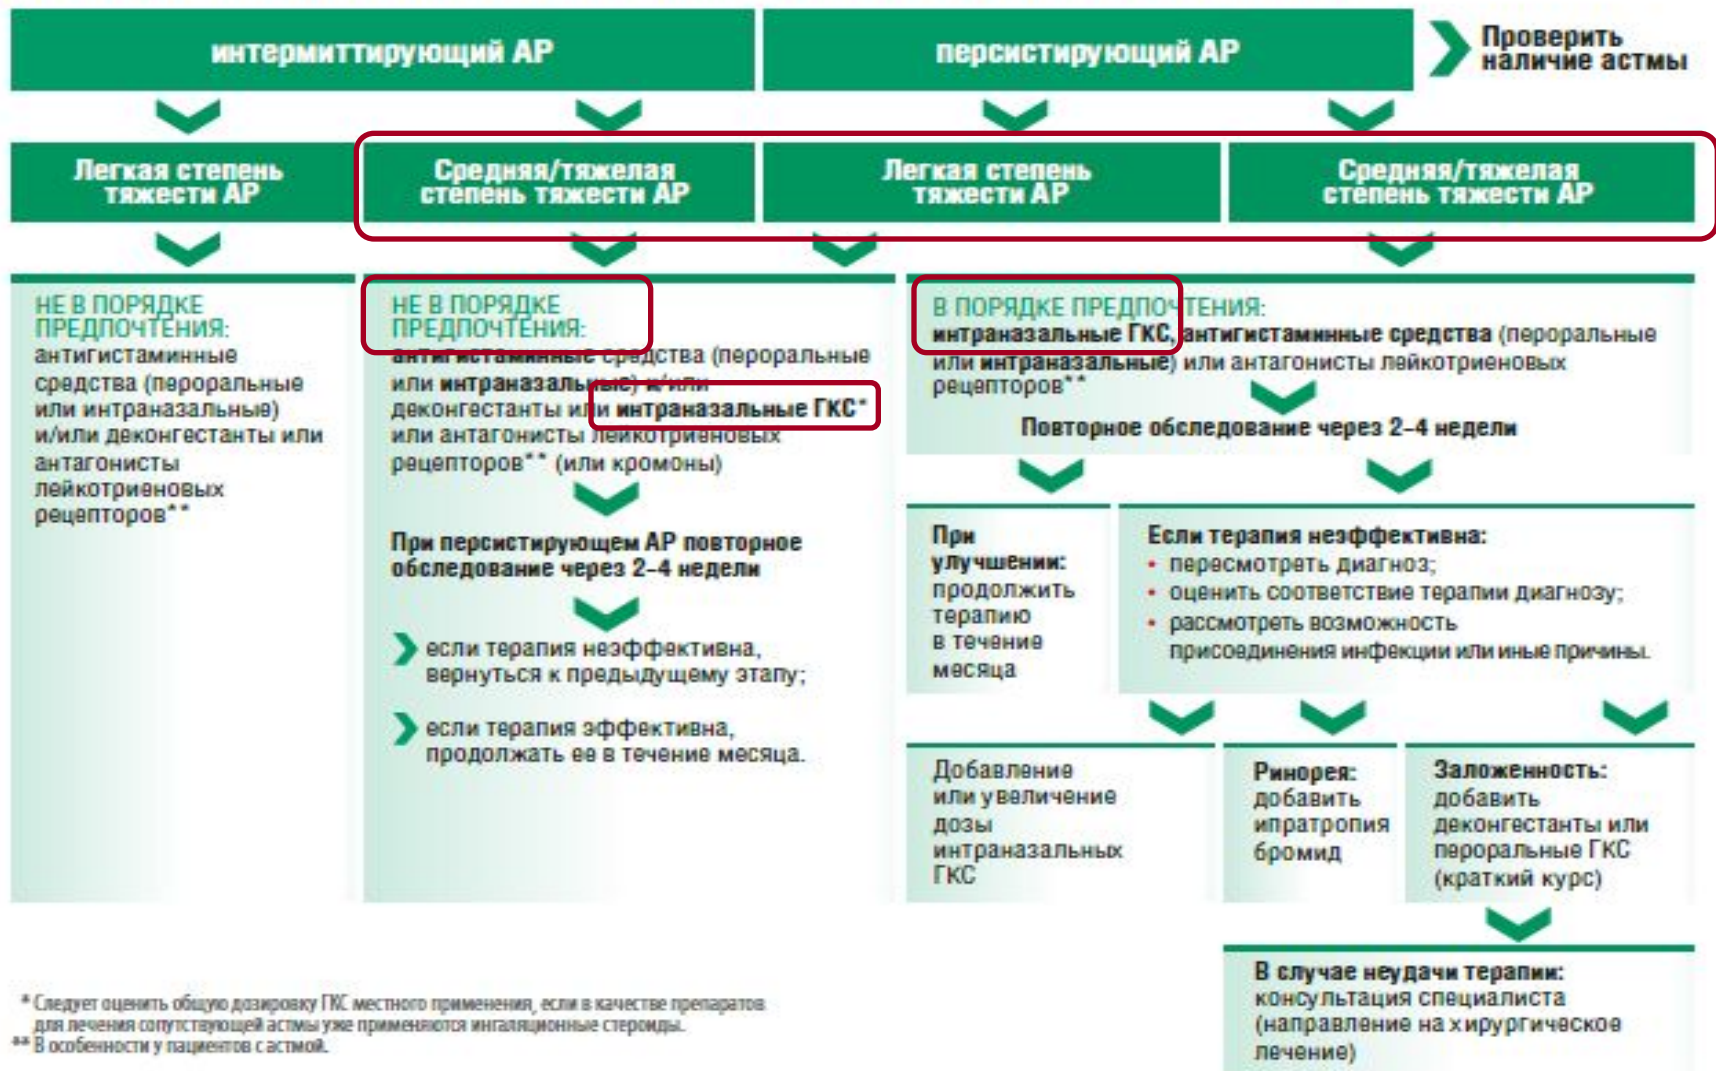 интермиттирующий АР
персистирующий АР
Проверить
наличие астмы
Легкая степень
тяжести АР
Средняя/тяжелая
степень тяжести АР
Легкая степень
тяжести АР
Средняя/тяжелая
степень тяжести АР
НЕ В ПОРЯДКЕ
ПРЕДПОЧТЕНИЯ:
антигистаминные
средства (пероральные
или интраназальные)
и/или деконгестанты или
антагонисты
лейкотриеновых
рецепторов**
НЕ В ПОРЯДКЕ
ПРЕДПОЧТЕНИЯ:
антигистаминные средства (пероральные
или интраназальные) и/или
деконгестанты или интраназальные ГКС*
или антагонисты лейкотриеновых
рецепторов** (или кромоны)
При персистирующем АР повторное
обследование через 2–4 недели
если терапия неэффективна,
вернуться к предыдущему этапу;
если терапия эффективна,
продолжать ее в течение месяца.
В ПОРЯДКЕ ПРЕДПОЧТЕНИЯ:
интраназальные ГКС, антигистаминные средства (пероральные
или интраназальные) или антагонисты лейкотриеновых
рецепторов**
Повторное обследование через 2–4 недели
При
улучшении:
продолжить
терапию
в течение
месяца
Если терапия неэффективна:
• пересмотреть диагноз;
• оценить соответствие терапии диагнозу;
• рассмотреть возможность
присоединения инфекции или иные причины.
Добавление
или увеличение
дозы
интраназальных
ГКС
Ринорея:
добавить
ипратропия
бромид
Заложенность:
добавить
деконгестанты или
пероральные ГКС
(краткий курс)
В случае неудачи терапии:
консультация специалиста
(направление на хирургическое
лечение)
* Следует оценить общую дозировку ГКС местного применения, если в качестве препаратов
для лечения сопутствующей астмы уже применяются ингаляционные стероиды.
** В особенности у пациентов с астмой.